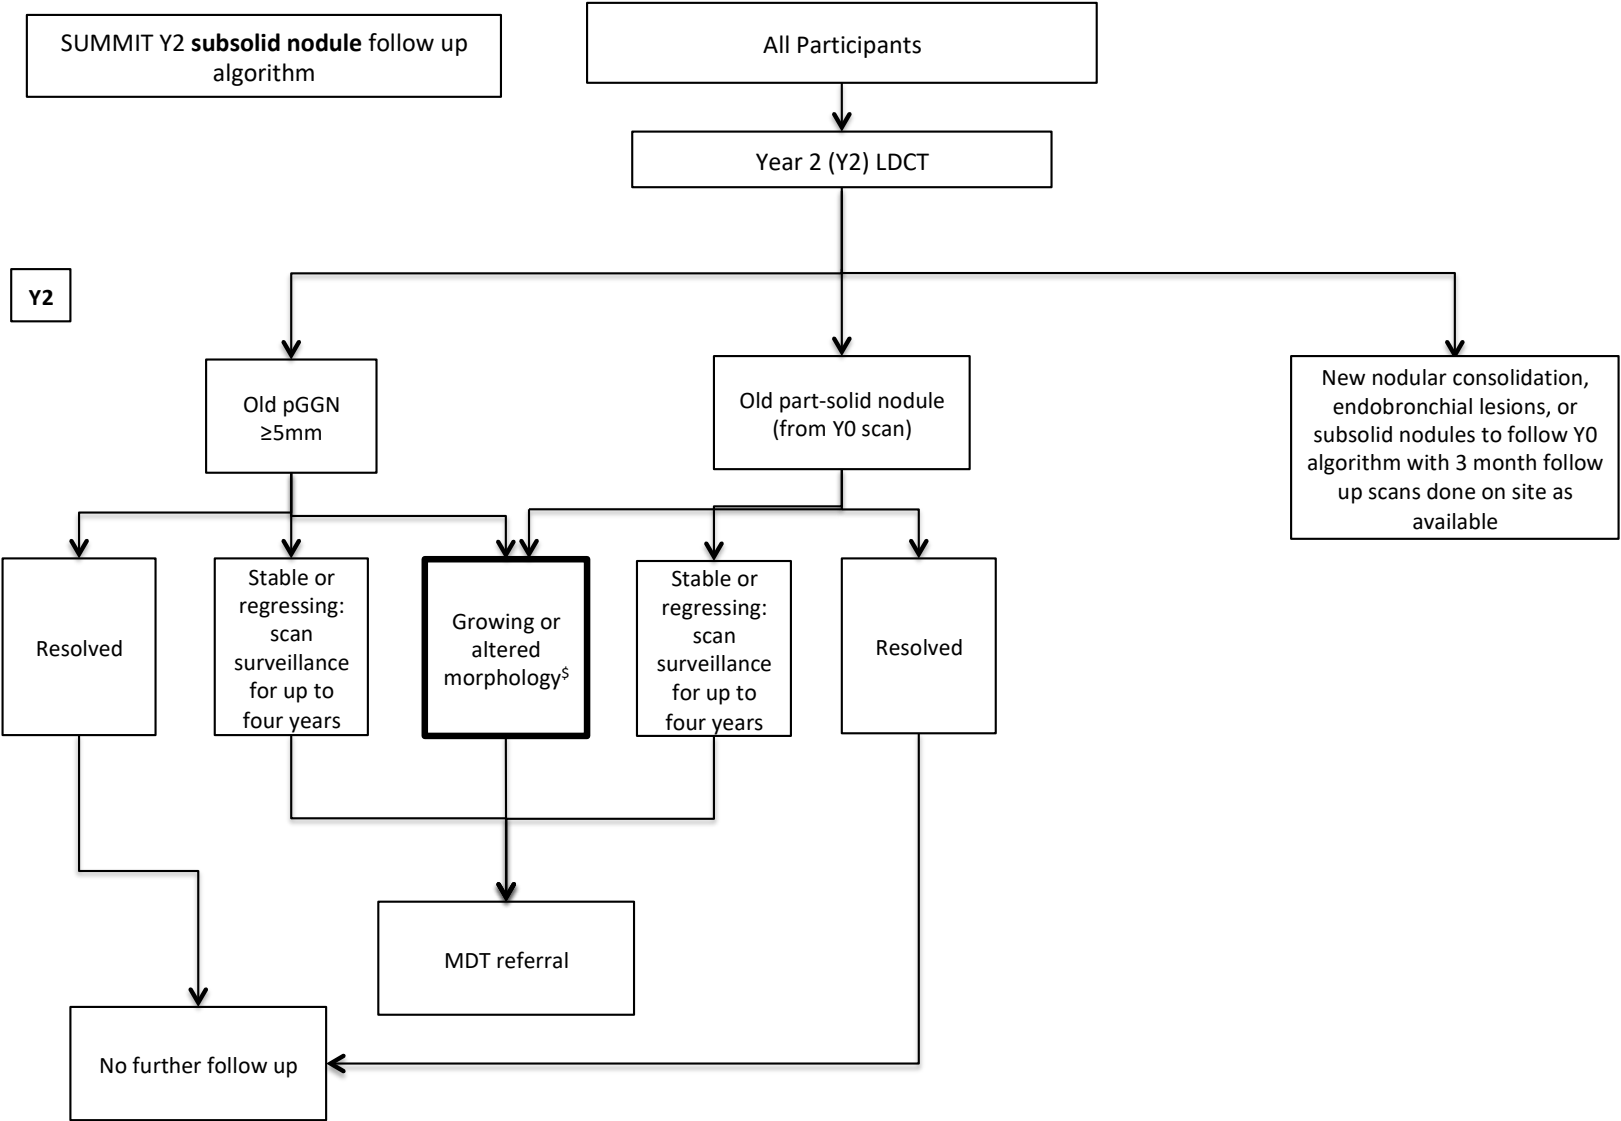 SUMMIT Y2 subsolid nodule follow up
algorithm
All Participants
Year 2 (Y2) LDCT
Y2
Old pGGN
≥5mm
Old part-solid nodule
(from Y0 scan)
New nodular consolidation,
endobronchial lesions, or
subsolid nodules to follow Y0
algorithm with 3 month follow
up scans done on site as
available
Resolved
Stable or
regressing:
scan
surveillance
for up to
four years
Growing or
altered
morphology$
Stable or
regressing:
scan
surveillance
for up to
four years
Resolved
MDT referral
No further follow up